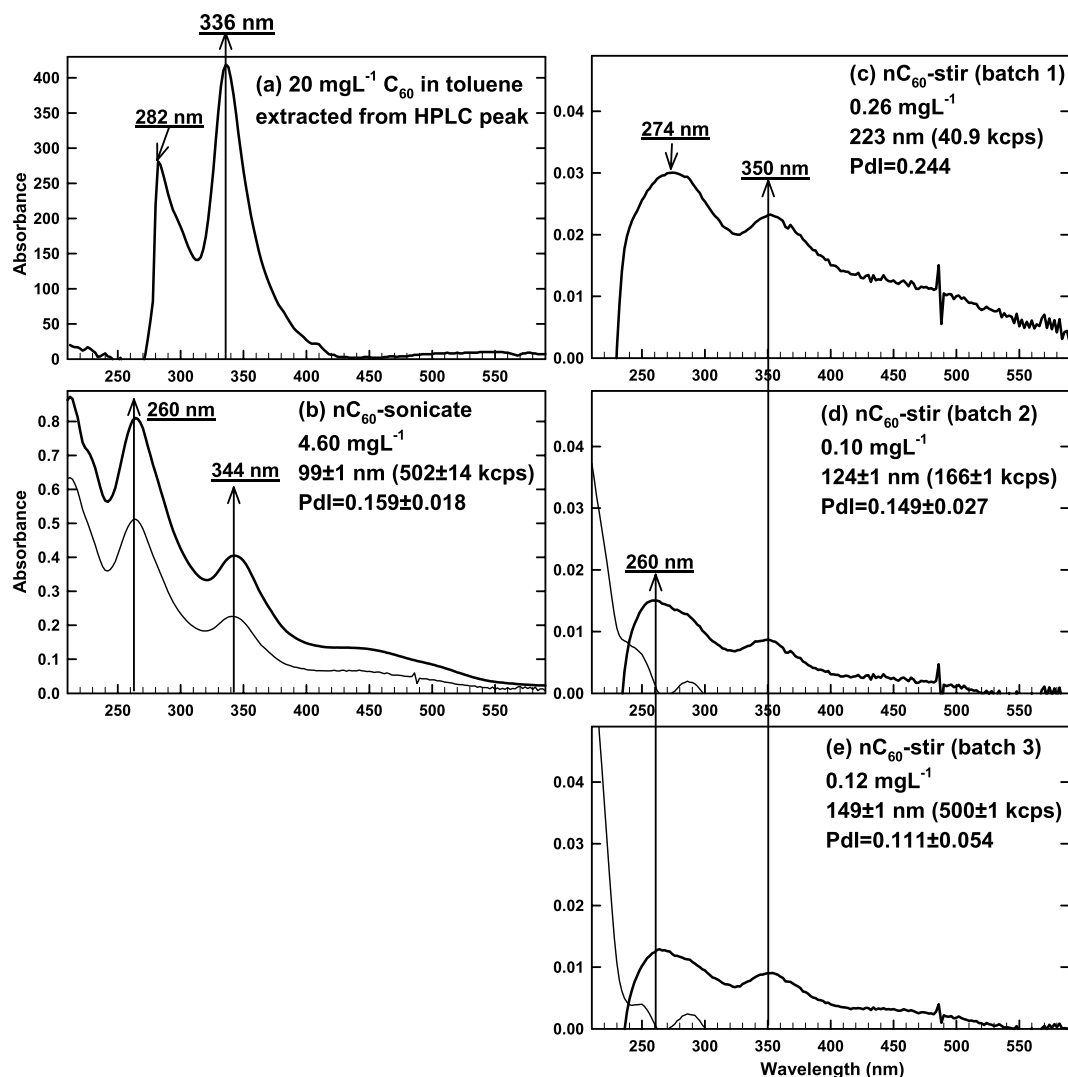 336 nm
(a) 20 mgL⁻¹ C₆₀ in toluene
extracted from HPLC peak
282 nm
Absorbance
400
350
300
250
200
150
100
50
0
250 300 350 400 450 500 550
(b) nC₆₀-sonicate
4.60 mgL⁻¹
99±1 nm (502±14 kcps)
PdI=0.159±0.018
260 nm
344 nm
Absorbance
0.8
0.7
0.6
0.5
0.4
0.3
0.2
0.1
0.0
250 300 350 400 450 500 550
(c) nC₆₀-stir (batch 1)
0.26 mgL⁻¹
223 nm (40.9 kcps)
PdI=0.244
274 nm
350 nm
0.04
0.03
0.02
0.01
0.00
250 300 350 400 450 500 550
(d) nC₆₀-stir (batch 2)
0.10 mgL⁻¹
124±1 nm (166±1 kcps)
PdI=0.149±0.027
260 nm
0.04
0.03
0.02
0.01
0.00
250 300 350 400 450 500 550
(e) nC₆₀-stir (batch 3)
0.12 mgL⁻¹
149±1 nm (500±1 kcps)
PdI=0.111±0.054
0.04
0.03
0.02
0.01
0.00
250 300 350 400 450 500 550
Wavelength (nm)